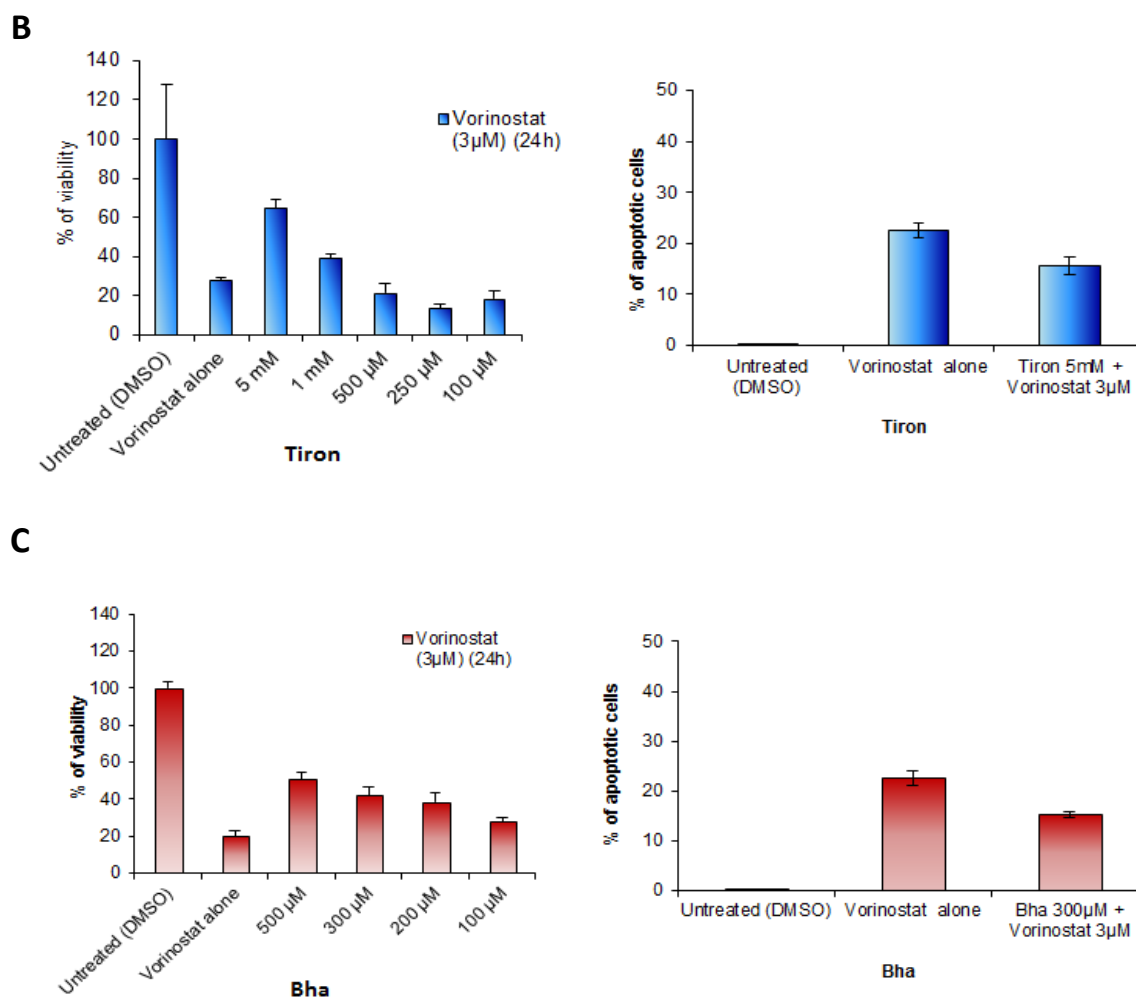 B
140
120
100
80
60
40
20
0
% of viability
Vorinostat
(3µM) (24h)
Untreated (DMSO)
Vorinostat alone
5 mM
1 mM
500 µM
250 µM
100 µM
Tiron
50
40
30
20
10
0
% of apoptotic cells
Untreated
(DMSO)
Vorinostat alone
Tiron 5mM +
Vorinostat 3µM
Tiron
C
140
120
100
80
60
40
20
0
% of viability
Vorinostat
(3µM) (24h)
Untreated (DMSO)
Vorinostat alone
500 µM
300 µM
200 µM
100 µM
Bha
50
40
30
20
10
0
% of apoptotic cells
Untreated (DMSO)
Vorinostat alone
Bha 300µM +
Vorinostat 3µM
Bha